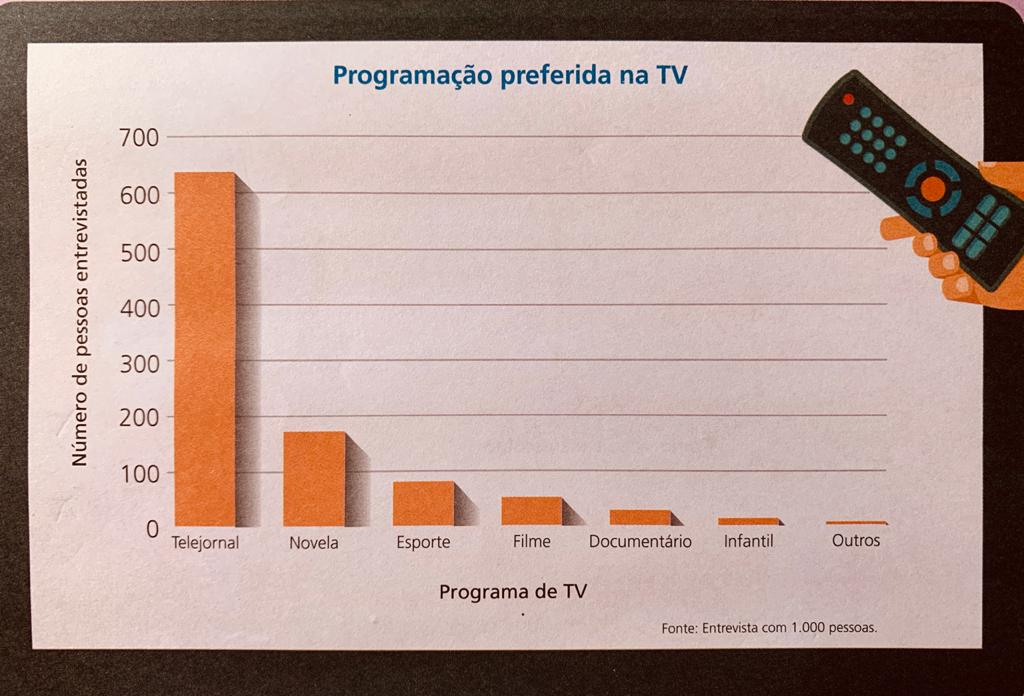 Programação preferida na TV
Número de pessoas entrevistadas
700
600
500
400
300
200
100
0
Telejornal Novela Esporte Filme Documentário Infantil Outros
Programa de TV
Fonte: Entrevista com 1.000 pessoas.